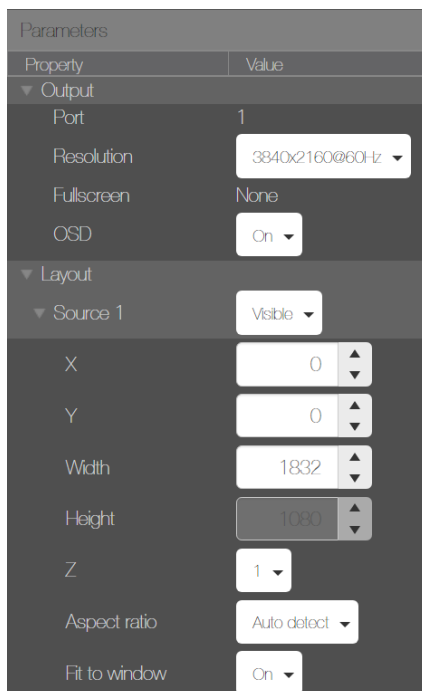 Parameters
Property Value
Output
Port 1
Resolution 3840x2160@60Hz
Fullscreen None
OSD On
Layout
Source 1 Visible
X 0
Y 0
Width 1832
Height 1080
Z 1
Aspect ratio Auto detect
Fit to window On